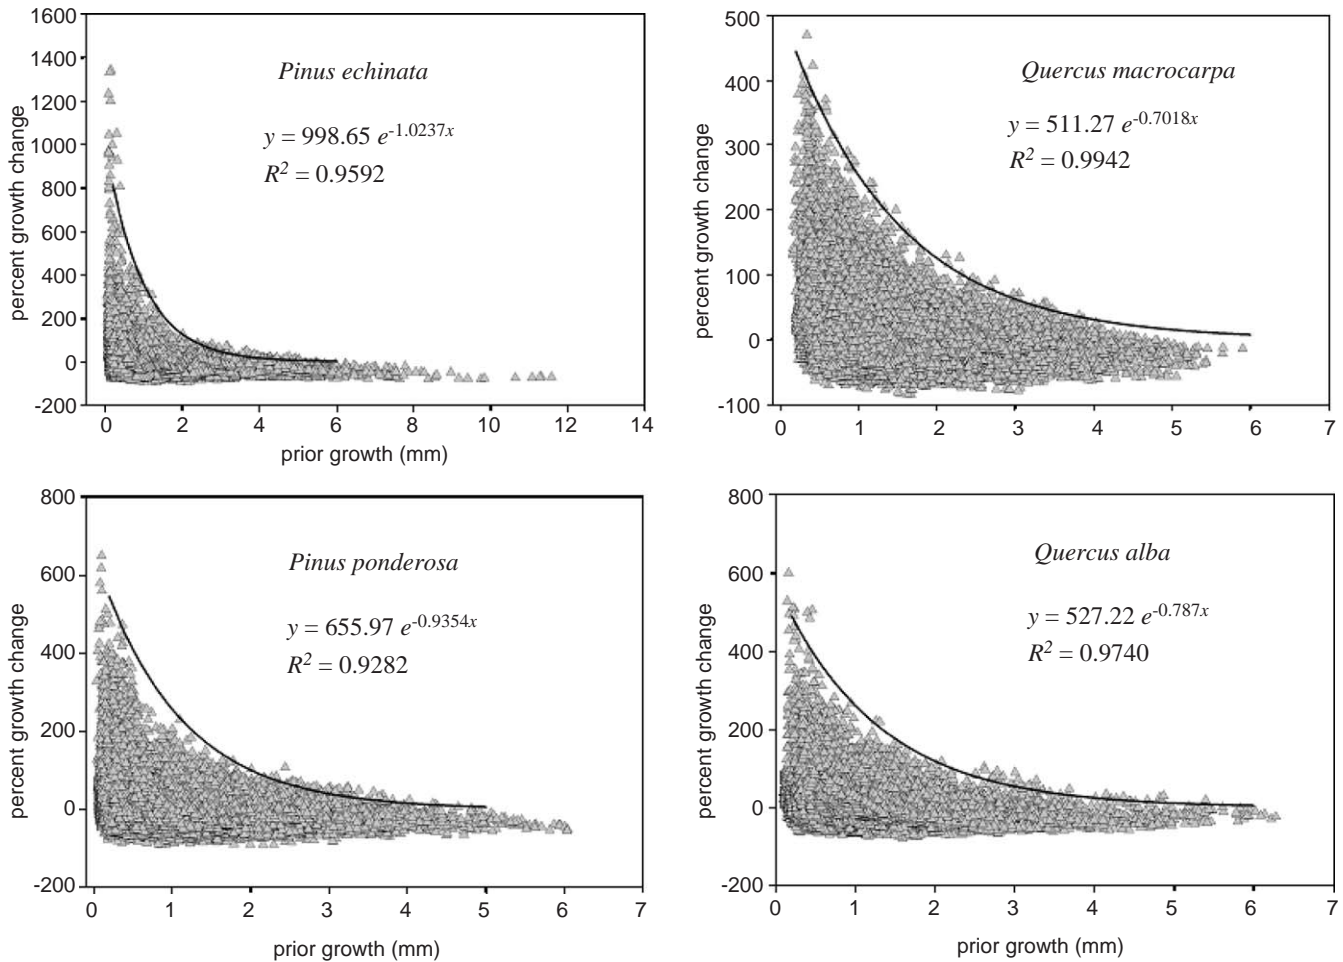 1600
1400
1200
1000
800
600
400
200
0
-200
percent growth change
Pinus echinata
y = 998.65 e^-1.0237x
R^2 = 0.9592
0 2 4 6 8 10 12 14
prior growth (mm)
500
400
300
200
100
0
-100
percent growth change
Quercus macrocarpa
y = 511.27 e^-0.7018x
R^2 = 0.9942
0 1 2 3 4 5 6 7
800
600
400
200
0
-200
percent growth change
Pinus ponderosa
y = 655.97 e^-0.9354x
R^2 = 0.9282
0 1 2 3 4 5 6 7
prior growth (mm)
800
600
400
200
0
-200
percent growth change
Quercus alba
y = 527.22 e^-0.787x
R^2 = 0.9740
0 1 2 3 4 5 6 7
prior growth (mm)